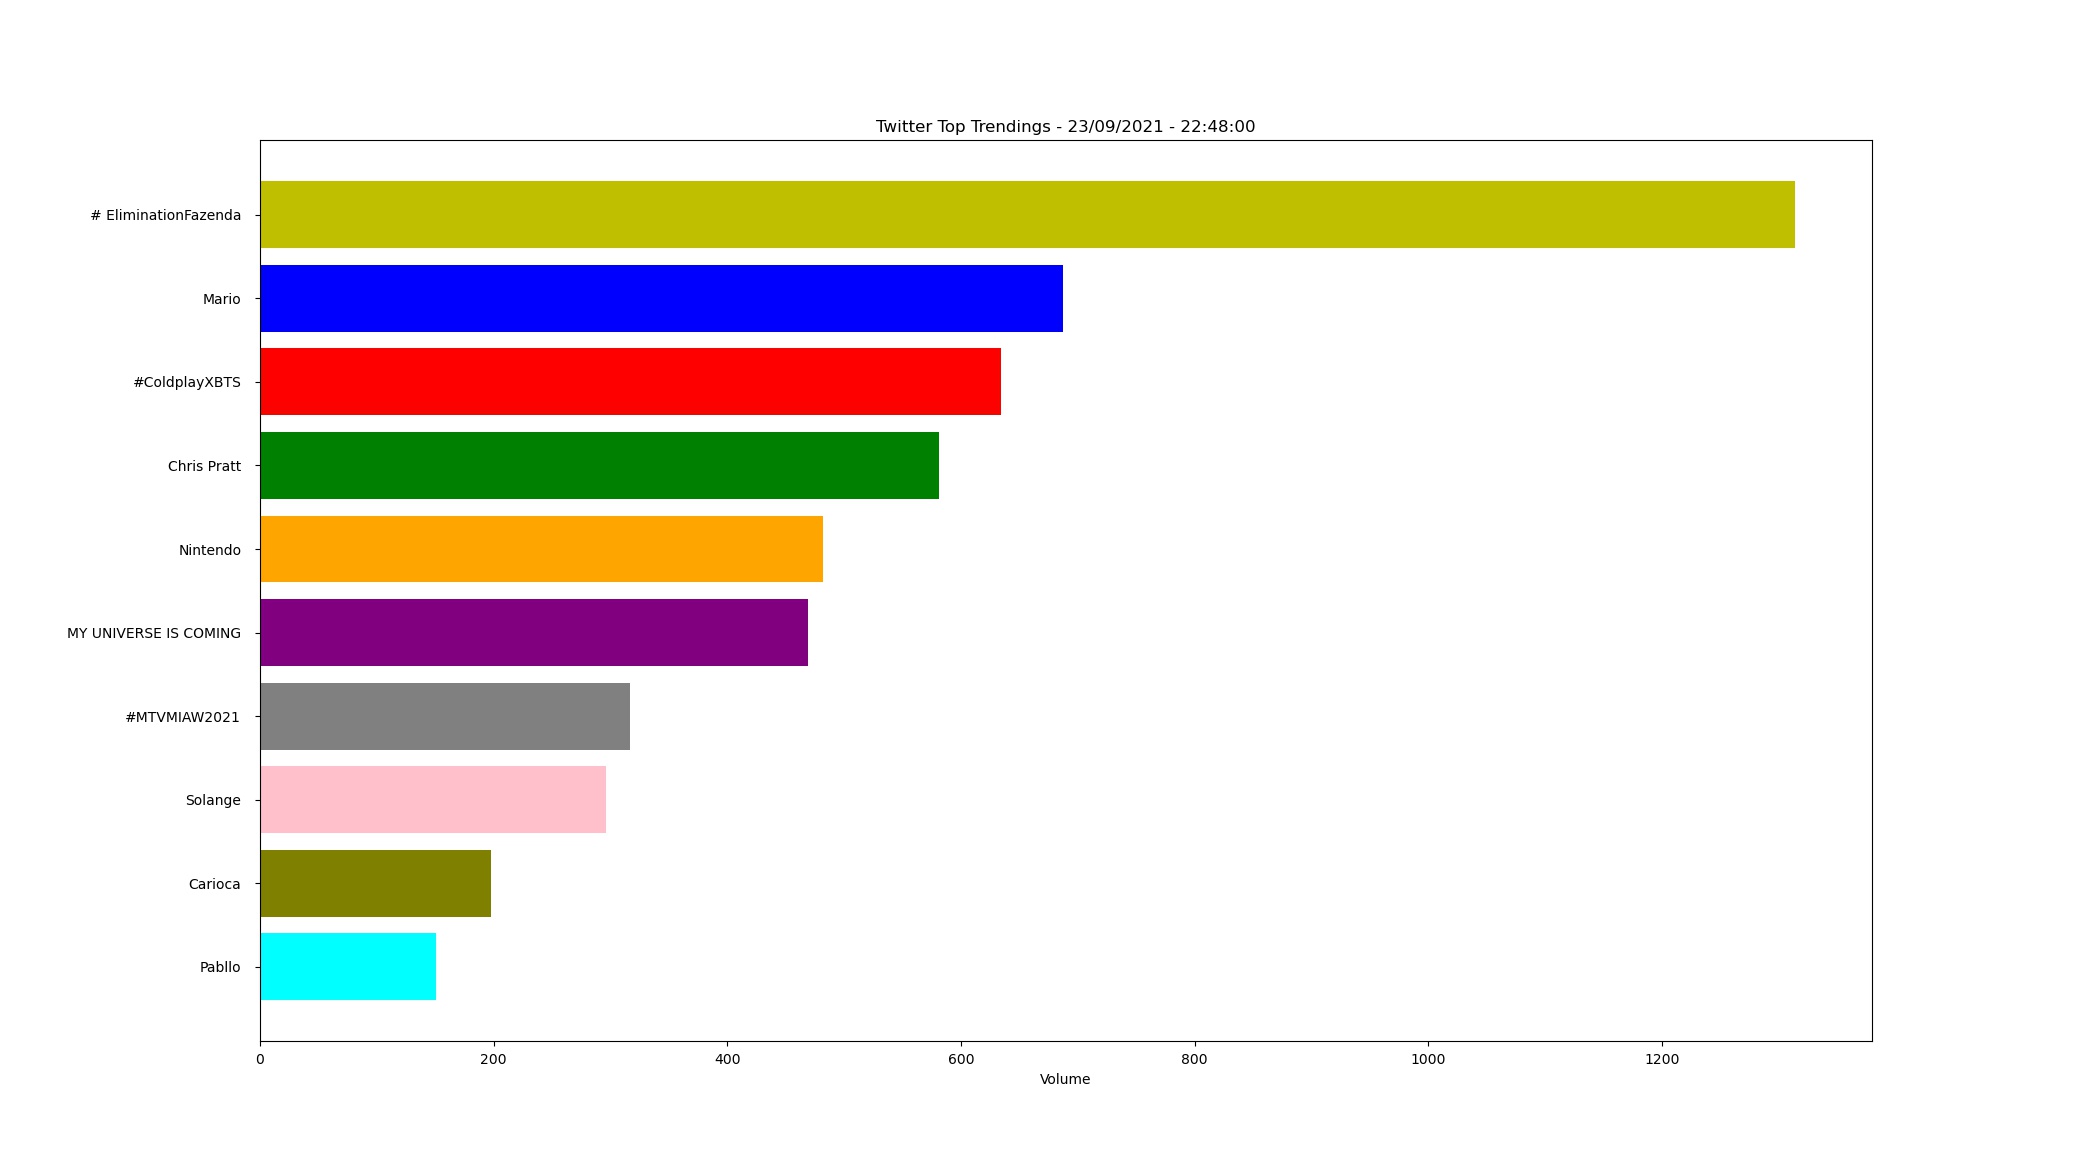 Twitter Top Trendings - 23/09/2021 - 22:48:00
# EliminationFazenda
Mario
#ColdplayXBTS
Chris Pratt
Nintendo
MY UNIVERSE IS COMING
#MTVMIAW2021
Solange
Carioca
Pabllo
0 200 400 600 800 1000 1200
Volume